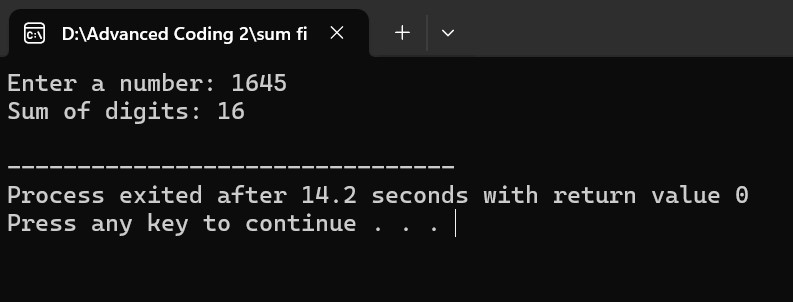 D:\Advanced Coding 2\sum fi
Enter a number: 1645
Sum of digits: 16
--------------------------------
Process exited after 14.2 seconds with return value 0
Press any key to continue . . .